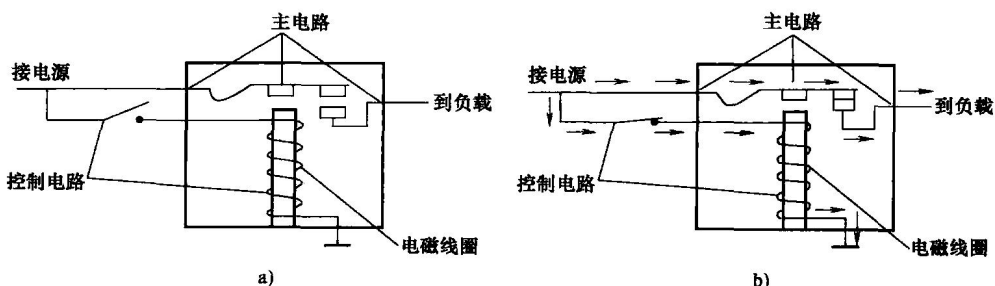 主电路
接电源
到负载
控制电路
电磁线圈
a)
主电路
接电源
到负载
控制电路
电磁线圈
b)